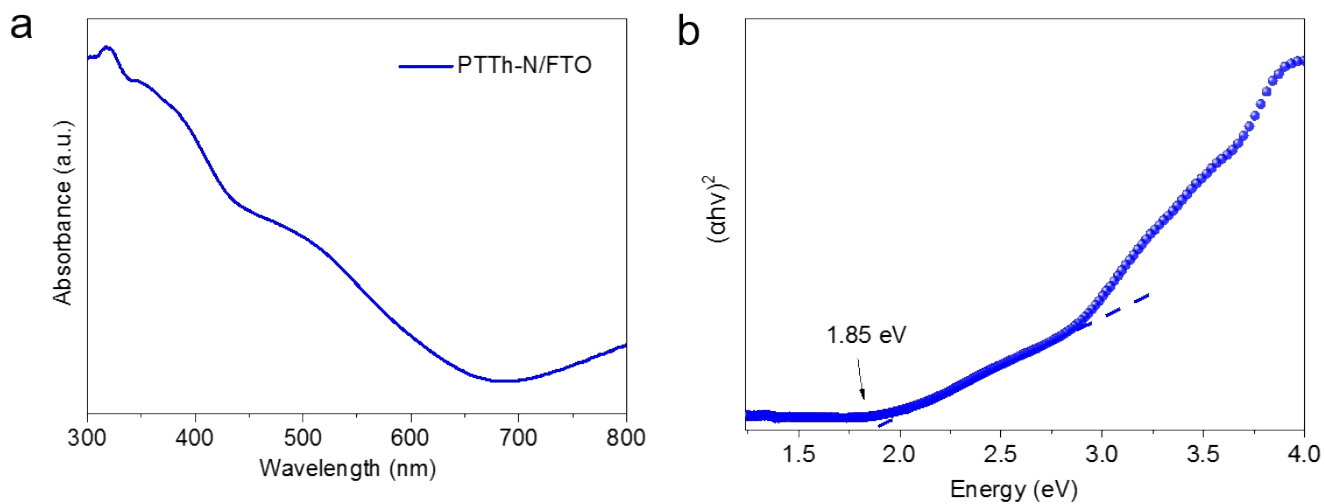 a
PTTh-N/FTO
Absorbance (a.u.)
300 400 500 600 700 800
Wavelength (nm)
b
(αhν)²
1.85 eV
1.5 2.0 2.5 3.0 3.5 4.0
Energy (eV)